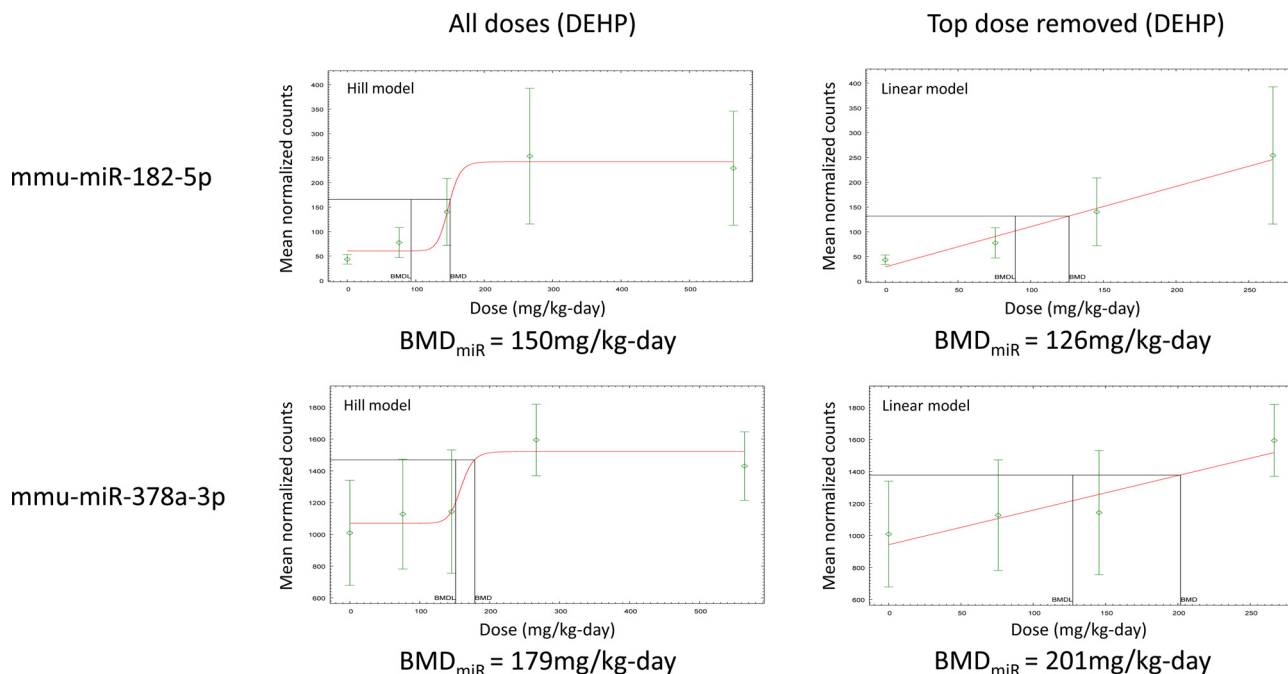 All doses (DEHP)
Top dose removed (DEHP)
mmu-miR-182-5p
Mean normalized counts
400
350
300
250
200
150
100
50
0
Hill model
BMDL
BMD
0
100
200
300
400
500
Dose (mg/kg-day)
BMDmiR = 150mg/kg-day
Mean normalized counts
400
350
300
250
200
150
100
50
0
Linear model
BMDL
BMD
0
50
100
150
200
250
Dose (mg/kg-day)
BMDmiR = 126mg/kg-day
mmu-miR-378a-3p
Mean normalized counts
1800
1600
1400
1200
1000
800
600
Hill model
BMDL
BMD
0
100
200
300
400
500
Dose (mg/kg-day)
BMDmiR = 179mg/kg-day
Mean normalized counts
1800
1600
1400
1200
1000
800
600
Linear model
BMDL
BMD
0
50
100
150
200
250
Dose (mg/kg-day)
BMDmiR = 201mg/kg-day